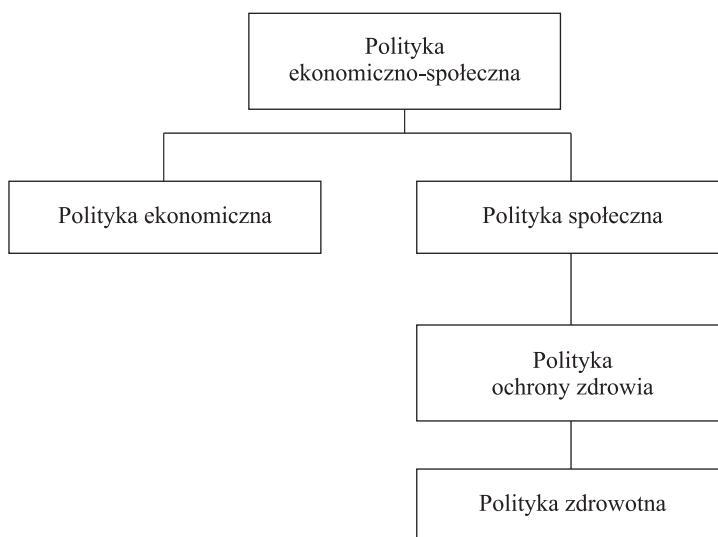 Polityka
ekonomiczno-społeczna
Polityka ekonomiczna
Polityka społeczna
Polityka
ochrony zdrowia
Polityka zdrowotna